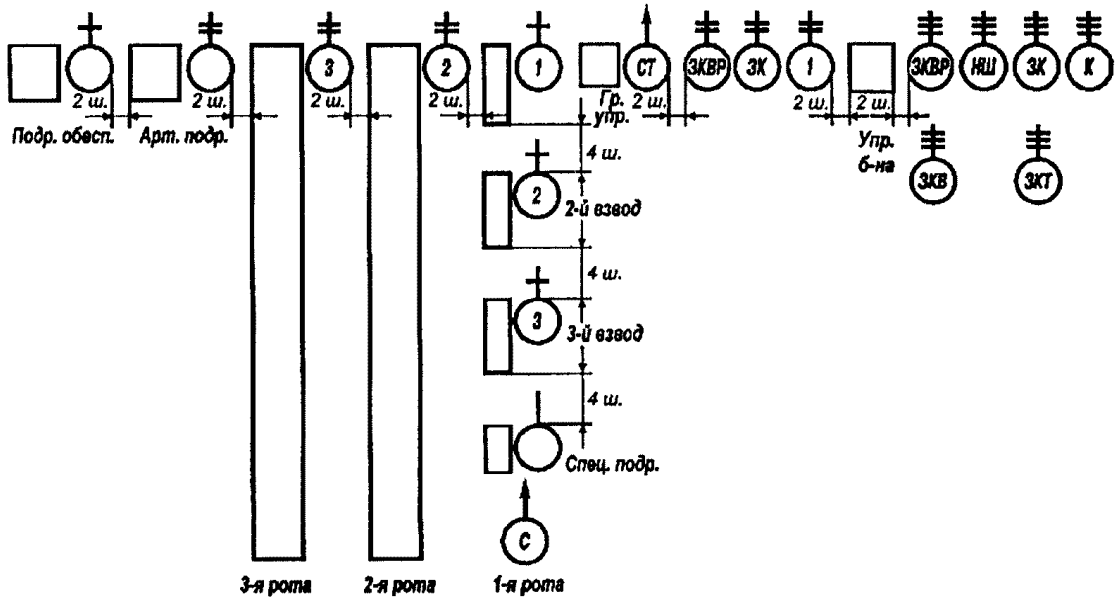 3 2 1 СТ ЗКВР ЗК 1 ЗКВР НШ ЗК К
2 ш. 2 ш. 2 ш. 2 ш. Гр. упр. 2 ш. 2 ш. 2 ш.
Подр. обесп. Арт. подр. Упр. б-на
4 ш.
ЗКВ ЗКТ
2 2-й взвод
4 ш.
3 3-й взвод
4 ш.
Спец. подр.
С
3-я рота 2-я рота 1-я рота